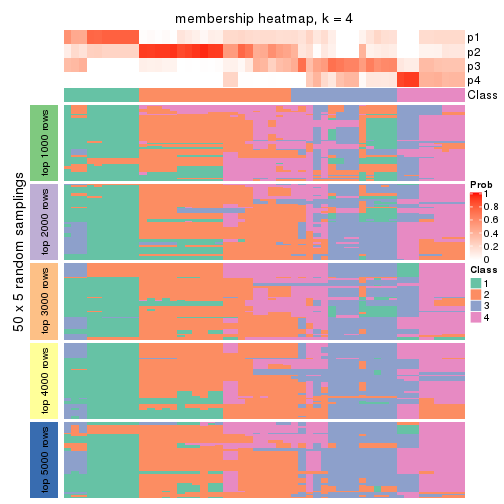 membership heatmap, k = 4
p1
p2
p3
p4
Class
50 x 5 random samplings
top 1000 rows
top 2000 rows
top 3000 rows
top 4000 rows
top 5000 rows
Prob
1
0.8
0.6
0.4
0.2
0
Class
1
2
3
4